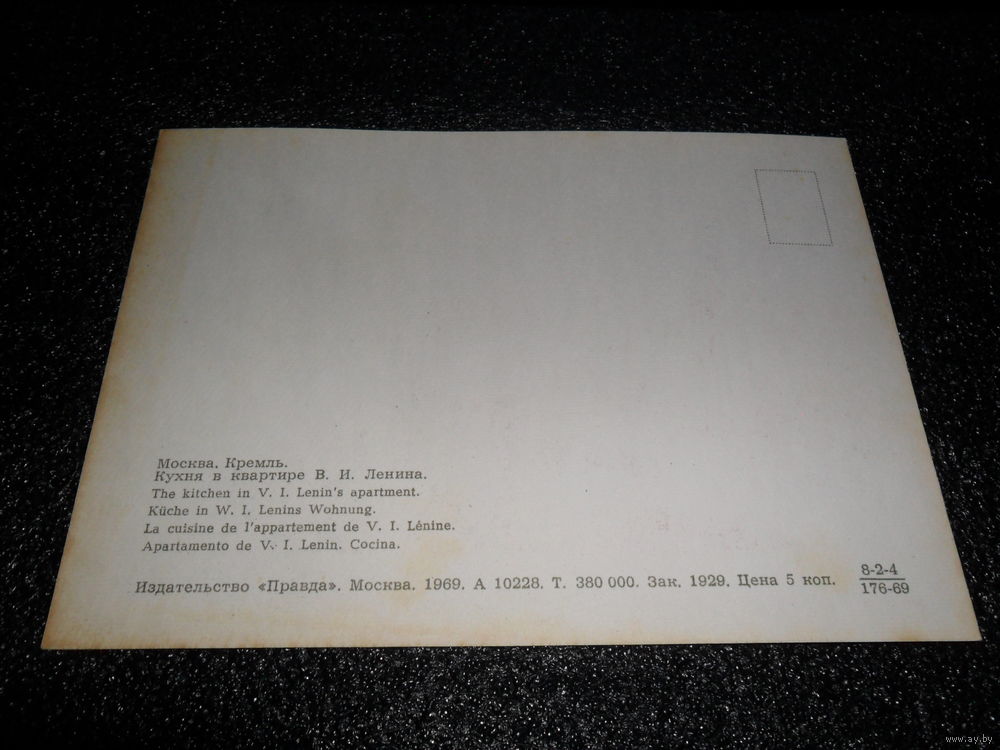 Москва. Кремль.
Кухня в квартире В. И. Ленина.
The kitchen in V. I. Lenin's apartment.
Küche in W. I. Lenins Wohnung.
La cuisine de l'appartement de V. I. Lénine.
Apartamento de V. I. Lenin. Cocina.
Издательство «Правда». Москва. 1969. А 10228. Т. 380 000. Зак. 1929. Цена 5 коп.
8-2-4
176-69
www.ay.by